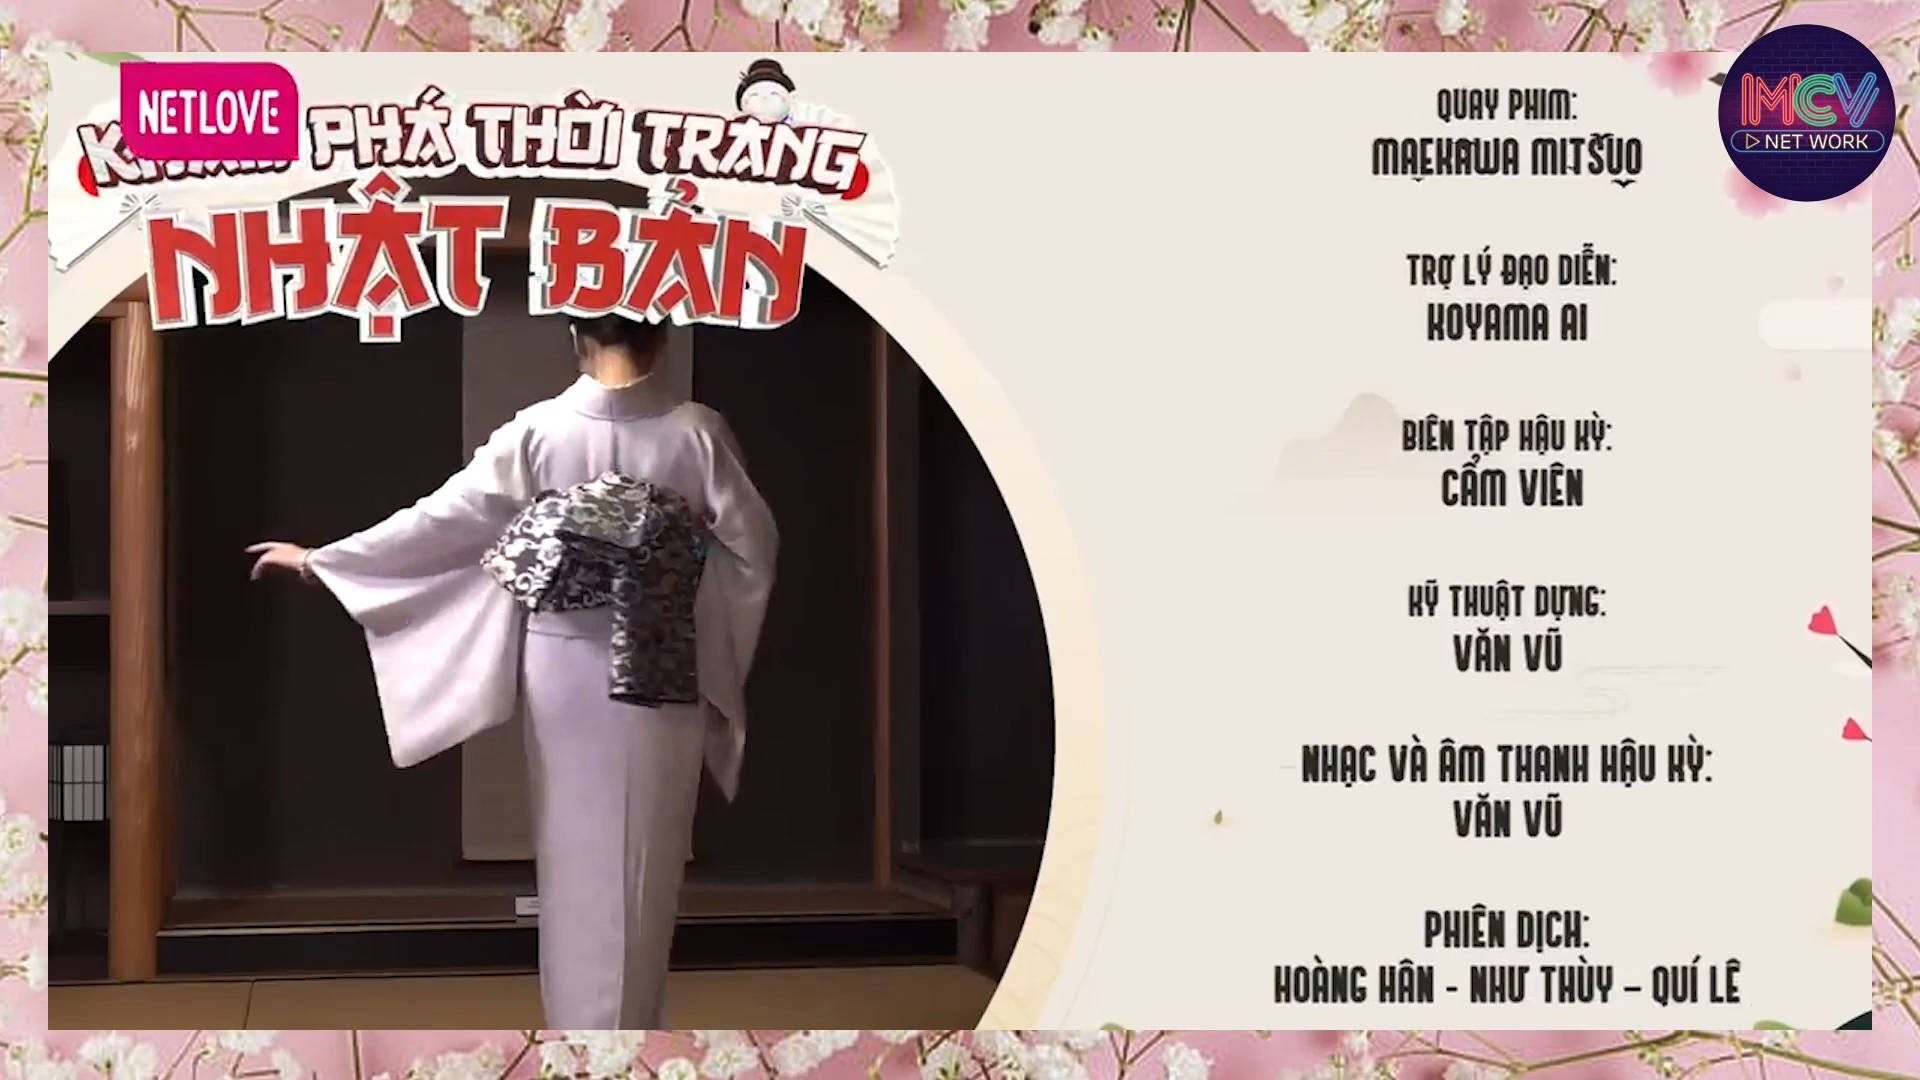 NETLOVE
PHÁ THỜI TRANG
NHẬT BẢN
MCV
NET WORK
QUAY PHIM:
MAEKAWA MITSUO
TRỢ LÝ ĐẠO DIỄN:
KOYAMA AI
BIÊN TẬP HẬU KỲ:
CẨM VIÊN
KỸ THUẬT DỰNG:
VĂN VŨ
NHẠC VÀ ÂM THANH HẬU KỲ:
VĂN VŨ
PHIÊN DỊCH:
HOÀNG HÂN - NHƯ THÙY – QUÍ LÊ